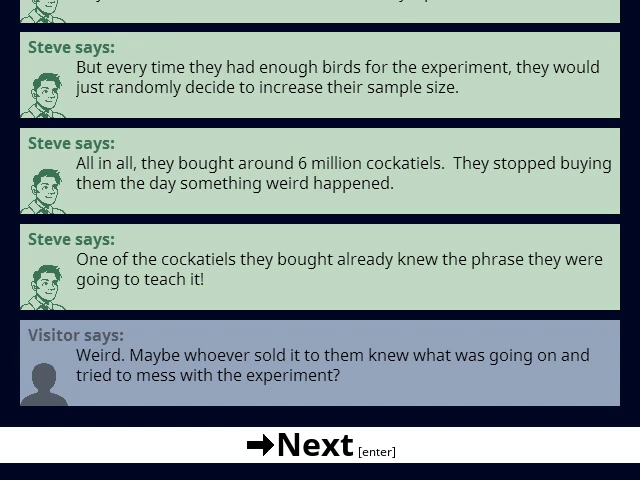 Steve says:
But every time they had enough birds for the experiment, they would
just randomly decide to increase their sample size.
Steve says:
All in all, they bought around 6 million cockatiels.  They stopped buying
them the day something weird happened.
Steve says:
One of the cockatiels they bought already knew the phrase they were
going to teach it!
Visitor says:
Weird. Maybe whoever sold it to them knew what was going on and
tried to mess with the experiment?
➡Next [enter]